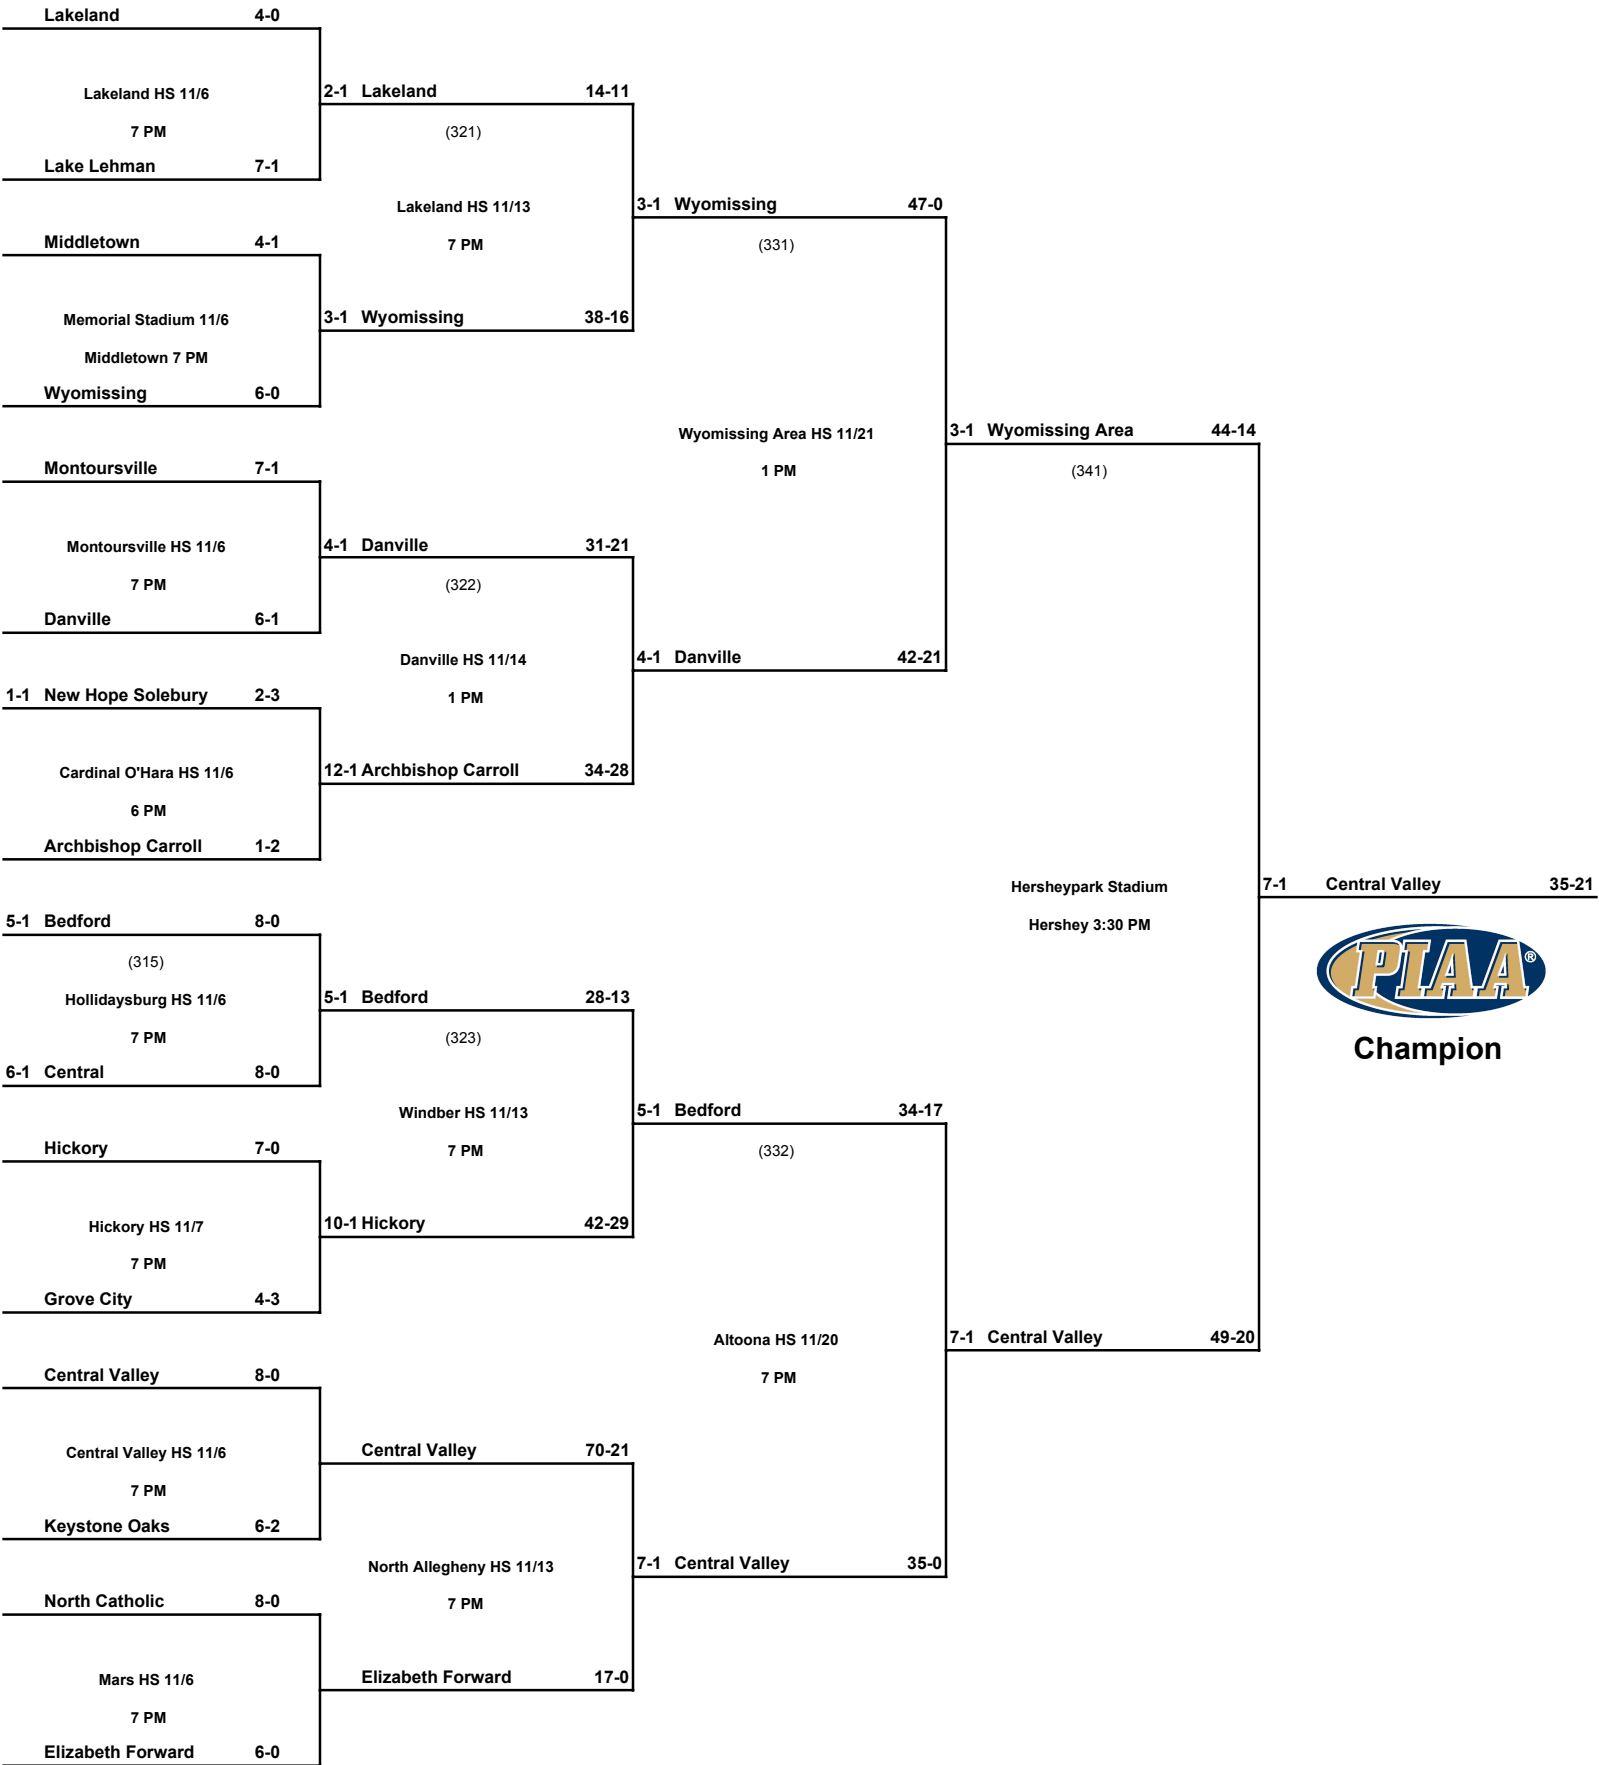 Lakeland 4-0
Lakeland HS 11/6
7 PM
Lake Lehman 7-1
2-1 Lakeland 14-11
(321)
Lakeland HS 11/13
7 PM
Middletown 4-1
Memorial Stadium 11/6
Middletown 7 PM
Wyomissing 6-0
3-1 Wyomissing 38-16
3-1 Wyomissing 47-0
(331)
Wyomissing Area HS 11/21
1 PM
Montoursville 7-1
Montoursville HS 11/6
7 PM
Danville 6-1
4-1 Danville 31-21
(322)
Danville HS 11/14
1 PM
1-1 New Hope Solebury 2-3
Cardinal O'Hara HS 11/6
6 PM
Archbishop Carroll 1-2
12-1 Archbishop Carroll 34-28
4-1 Danville 42-21
3-1 Wyomissing Area 44-14
(341)
Hersheypark Stadium
Hershey 3:30 PM
7-1 Central Valley 35-21
PIAA®
Champion
5-1 Bedford 8-0
(315)
Hollidaysburg HS 11/6
7 PM
6-1 Central 8-0
5-1 Bedford 28-13
(323)
Windber HS 11/13
7 PM
Hickory 7-0
Hickory HS 11/7
7 PM
Grove City 4-3
10-1 Hickory 42-29
5-1 Bedford 34-17
(332)
Altoona HS 11/20
7 PM
7-1 Central Valley 49-20
Central Valley 8-0
Central Valley HS 11/6
7 PM
Keystone Oaks 6-2
Central Valley 70-21
North Allegheny HS 11/13
7 PM
7-1 Central Valley 35-0
North Catholic 8-0
Mars HS 11/6
7 PM
Elizabeth Forward 6-0
Elizabeth Forward 17-0